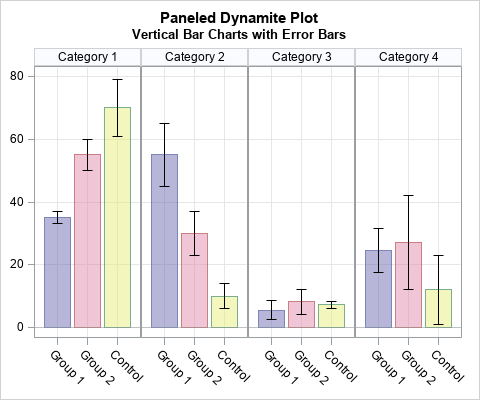 Paneled Dynamite Plot
Vertical Bar Charts with Error Bars
Category 1 Category 2 Category 3 Category 4
80
60
40
20
0
Group 1 Group 2 Control Group 1 Group 2 Control Group 1 Group 2 Control Group 1 Group 2 Control